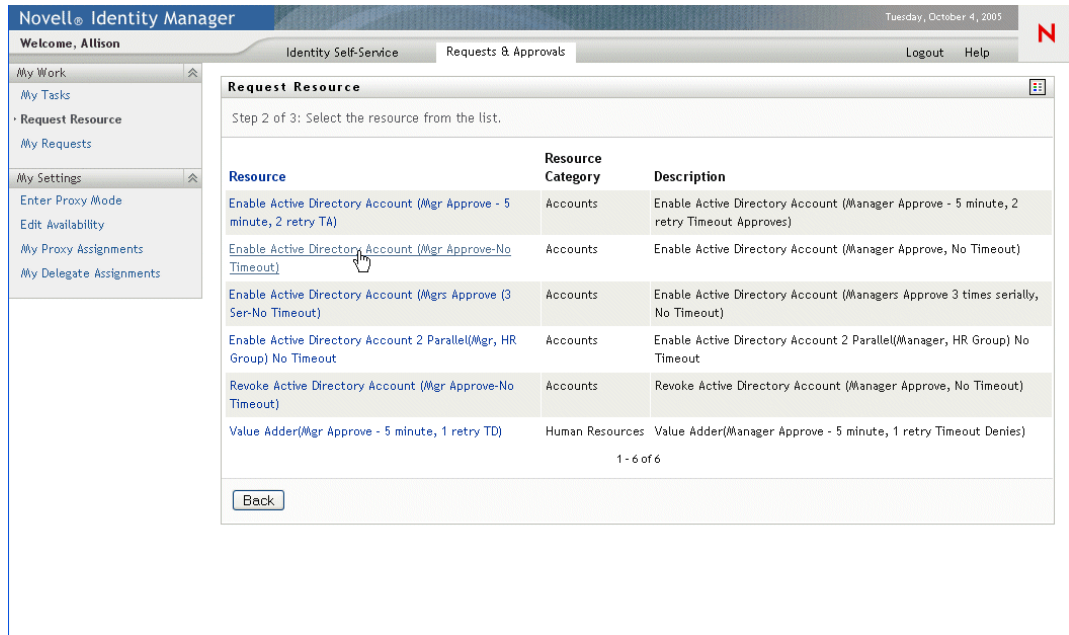 Novell® Identity Manager
Tuesday, October 4, 2005
N
Welcome, Allison
Identity Self-Service
Requests & Approvals
Logout
Help
My Work
My Tasks
Request Resource
My Requests
My Settings
Enter Proxy Mode
Edit Availability
My Proxy Assignments
My Delegate Assignments
Request Resource
Step 2 of 3: Select the resource from the list.
Resource
Resource
Category
Description
Enable Active Directory Account (Mgr Approve - 5
minute, 2 retry TA)
Accounts
Enable Active Directory Account (Manager Approve - 5 minute, 2
retry Timeout Approves)
Enable Active Directory Account (Mgr Approve-No
Timeout)
Accounts
Enable Active Directory Account (Manager Approve, No Timeout)
Enable Active Directory Account (Mgrs Approve (3
Ser-No Timeout)
Accounts
Enable Active Directory Account (Managers Approve 3 times serially,
No Timeout)
Enable Active Directory Account 2 Parallel(Mgr, HR
Group) No Timeout
Accounts
Enable Active Directory Account 2 Parallel(Manager, HR Group) No
Timeout
Revoke Active Directory Account (Mgr Approve-No
Timeout)
Accounts
Revoke Active Directory Account (Manager Approve, No Timeout)
Value Adder(Mgr Approve - 5 minute, 1 retry TD)
Human Resources
Value Adder(Manager Approve - 5 minute, 1 retry Timeout Denies)
1 - 6 of 6
Back